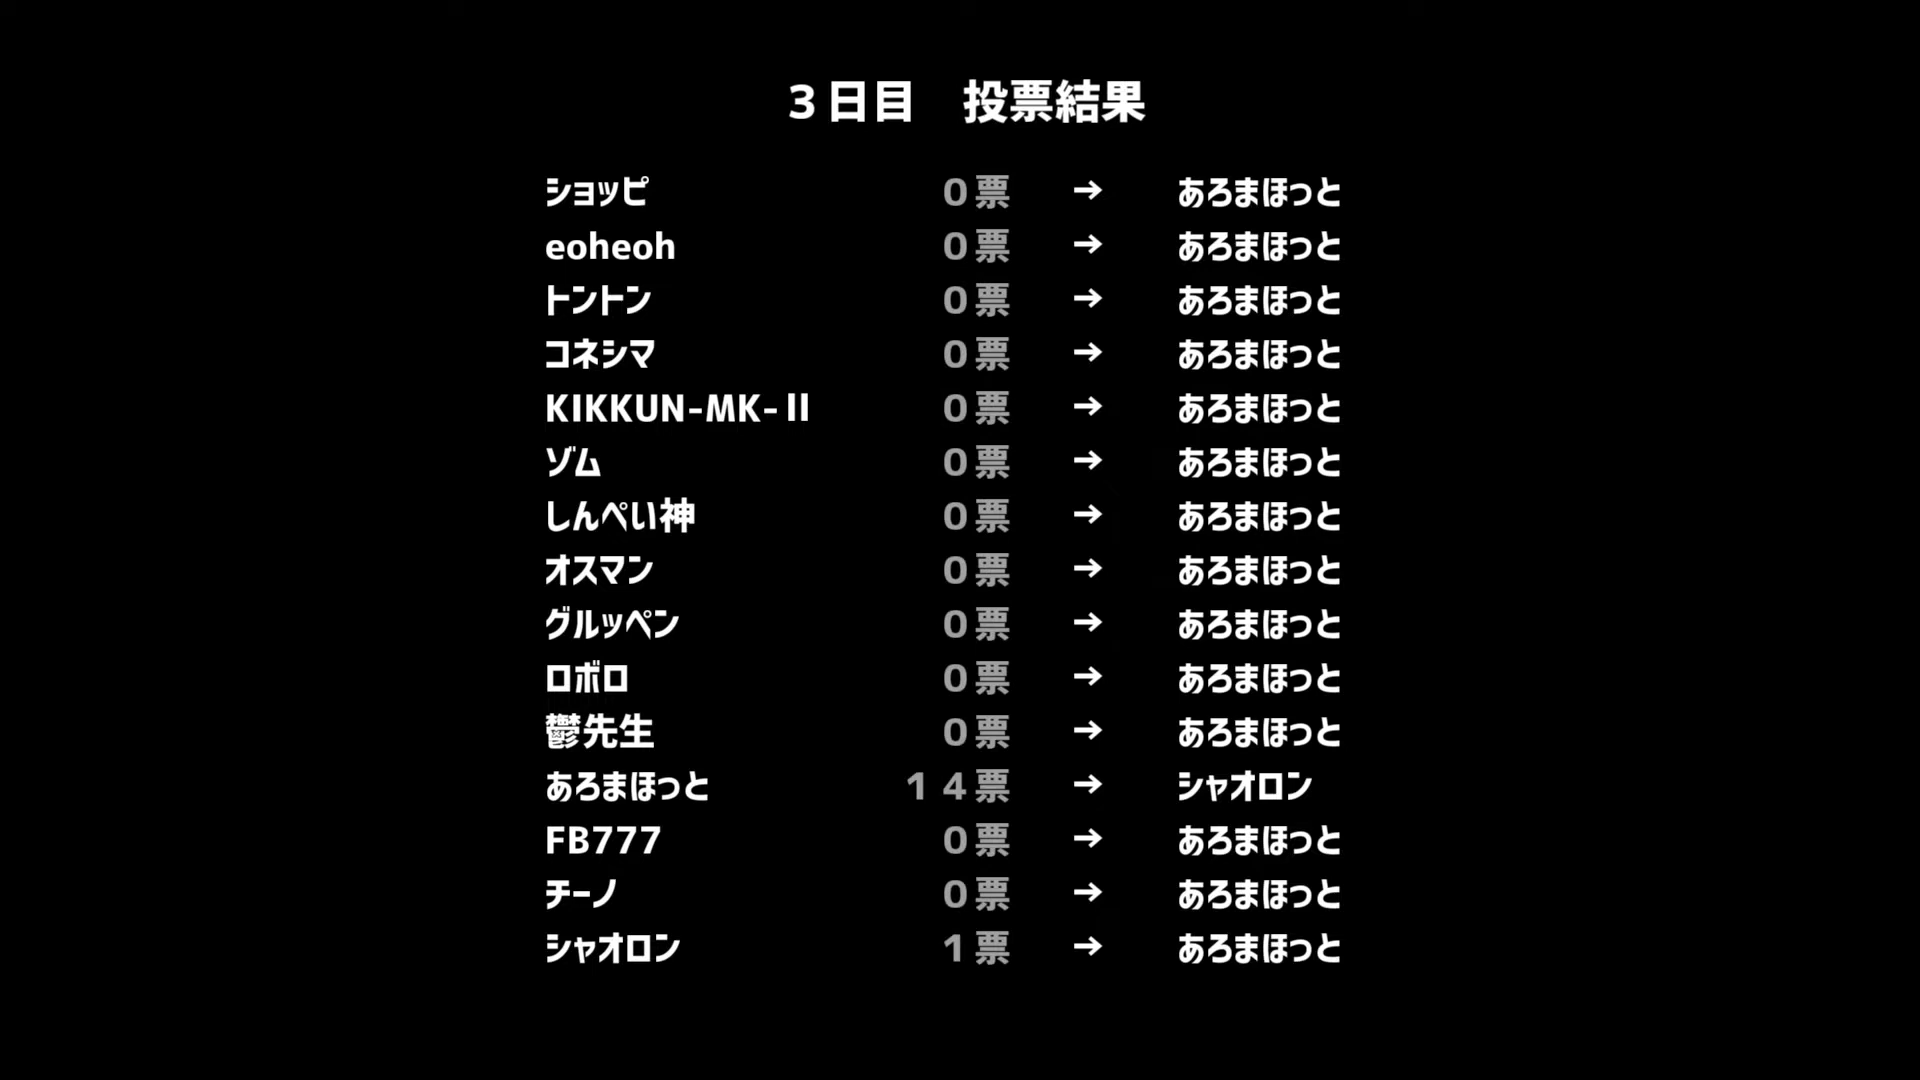 ３日目　投票結果
ショッピ　０票　→　あろまほっと
eoheoh　０票　→　あろまほっと
トントン　０票　→　あろまほっと
コネシマ　０票　→　あろまほっと
KIKKUN-MK-Ⅱ　０票　→　あろまほっと
ゾム　０票　→　あろまほっと
しんぺい神　０票　→　あろまほっと
オスマン　０票　→　あろまほっと
グルッペン　０票　→　あろまほっと
ロボロ　０票　→　あろまほっと
鬱先生　０票　→　あろまほっと
あろまほっと　１４票　→　シャオロン
FB777　０票　→　あろまほっと
チーノ　０票　→　あろまほっと
シャオロン　１票　→　あろまほっと